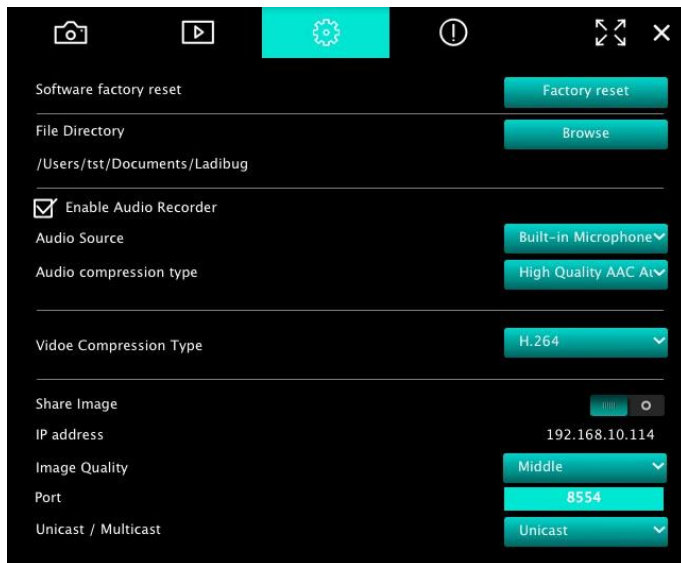 Software factory reset Factory reset
File Directory Browse
/Users/tst/Documents/Ladibug
Enable Audio Recorder
Audio Source Built-in Microphone
Audio compression type High Quality AAC
Vidoe Compression Type H.264
Share Image
IP address 192.168.10.114
Image Quality Middle
Port 8554
Unicast / Multicast Unicast